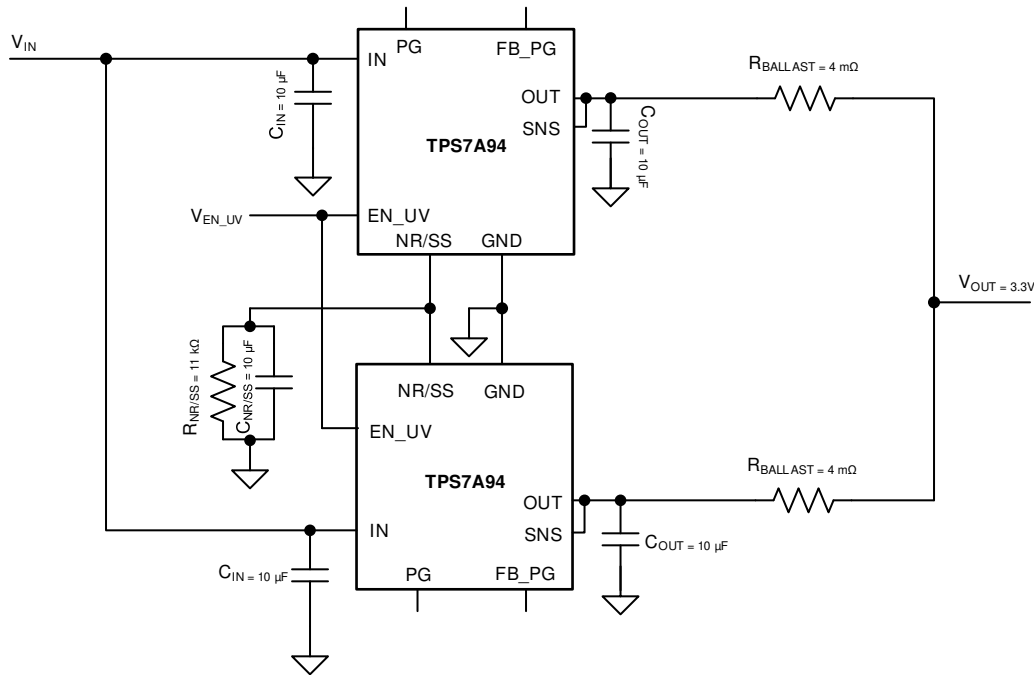 PG
FB_PG
VIN
IN
RBALLAST = 4 mΩ
CIN = 10 µF
OUT
SNS
COUT = 10 µF
TPS7A94
VEN_UV
EN_UV
NR/SS
GND
VOUT = 3.3V
RNR/SS = 11 kΩ
CNR/SS = 10 µF
NR/SS
GND
EN_UV
TPS7A94
RBALLAST = 4 mΩ
OUT
IN
SNS
COUT = 10 µF
CIN = 10 µF
PG
FB_PG